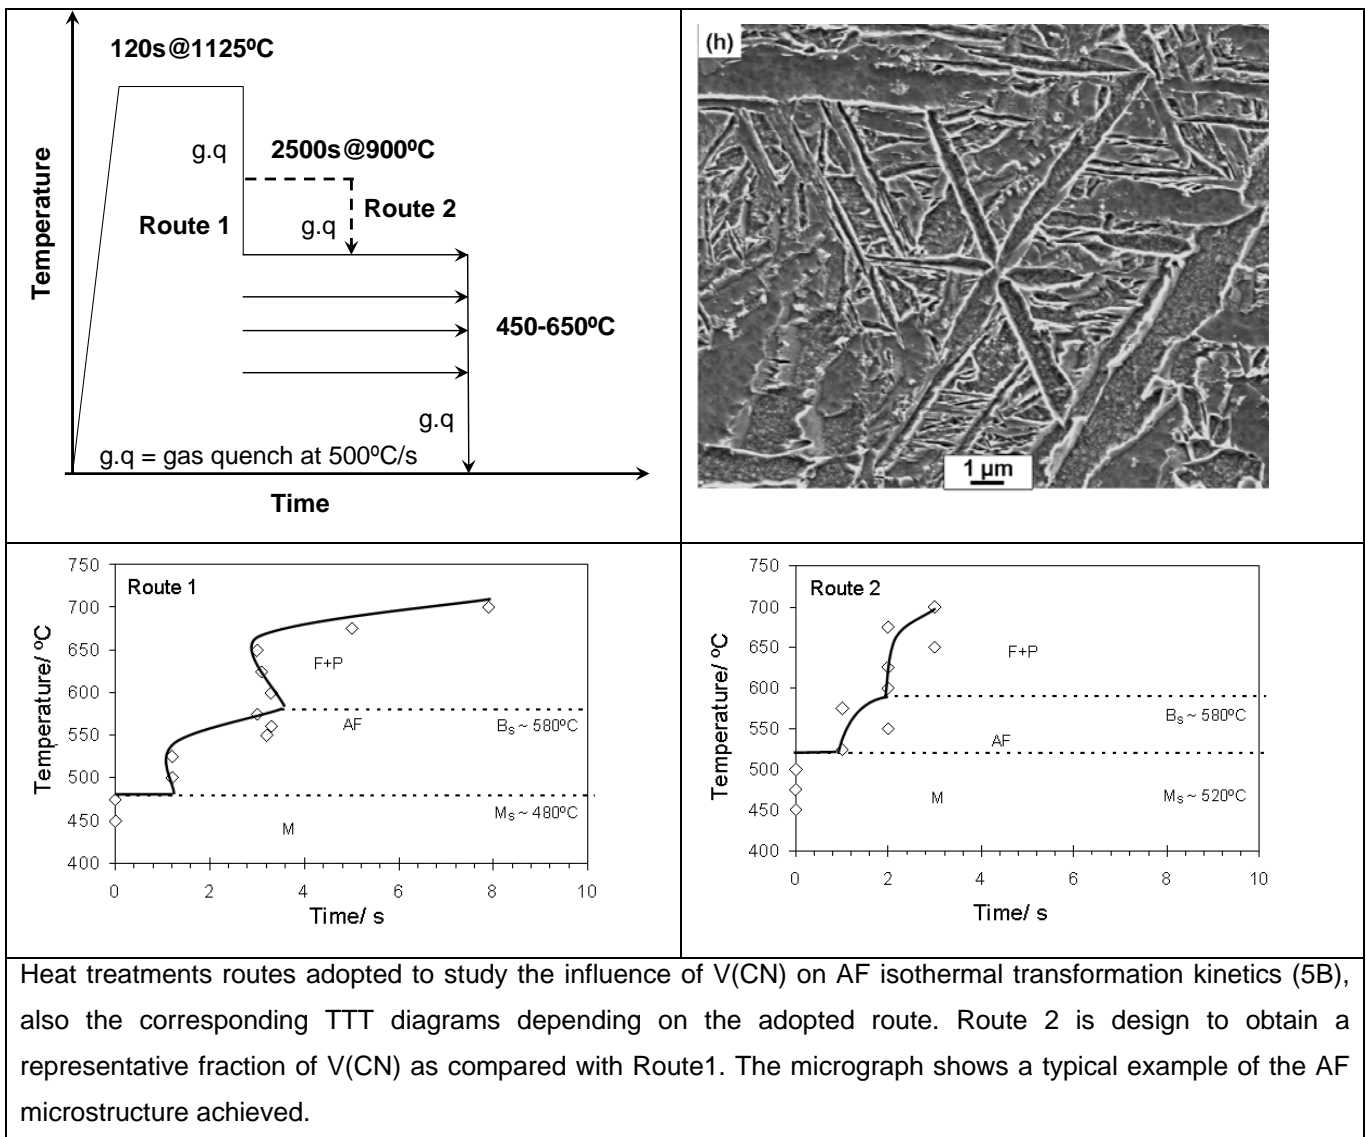 120s@1125ºC
g.q
2500s@900ºC
Route 1
g.q
Route 2
450-650ºC
g.q
g.q = gas quench at 500ºC/s
Temperature
Time
(h)
1 µm
750
700
650
600
550
500
450
400
Temperature/ ºC
Route 1
F+P
AF
Bs ~ 580ºC
Ms ~ 480ºC
M
0
2
4
6
8
10
Time/ s
750
700
650
600
550
500
450
400
Temperature/ ºC
Route 2
F+P
Bs ~ 580ºC
AF
M
Ms ~ 520ºC
0
2
4
6
8
10
Time/ s
Heat treatments routes adopted to study the influence of V(CN) on AF isothermal transformation kinetics (5B),
also the corresponding TTT diagrams depending on the adopted route. Route 2 is design to obtain a
representative fraction of V(CN) as compared with Route1. The micrograph shows a typical example of the AF
microstructure achieved.